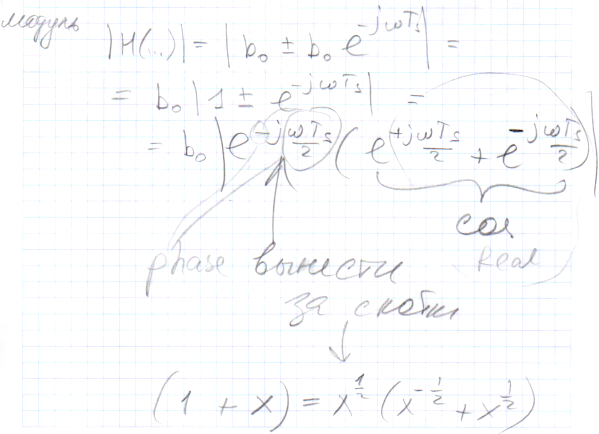 модуль |H(...)| = | b₀ ± b₀ e^{-jωTs} | =
= b₀ | 1 ± e^{-jωTs} | =
= b₀ | e^{-jωTs/2} ( e^{+jωTs/2} + e^{-jωTs/2} ) |
cos
phase вынести Real
за скобки
(1 + x) = x^{1/2} (x^{-1/2} + x^{1/2})